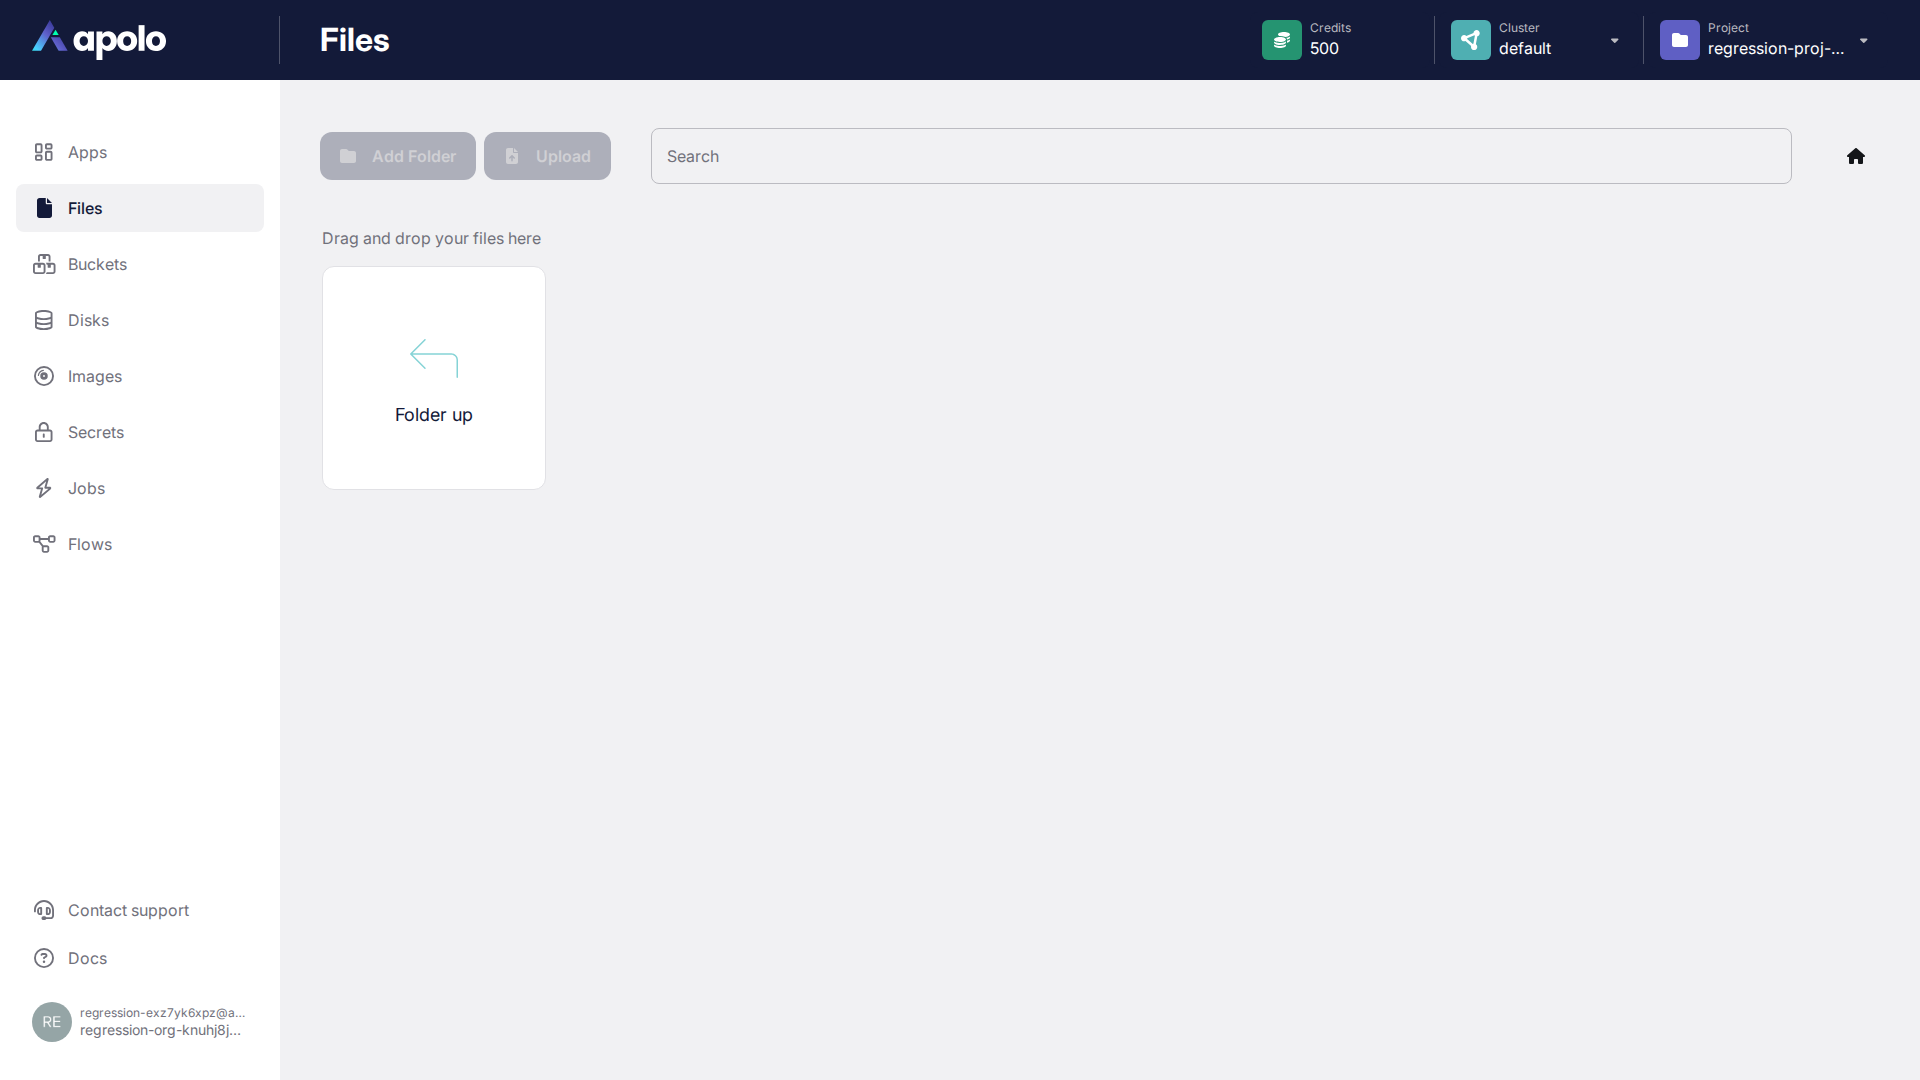 apolo
Files
Credits
500
Cluster
default
Project
regression-proj-...
Apps
Files
Buckets
Disks
Images
Secrets
Jobs
Flows
Add Folder
Upload
Search
Drag and drop your files here
Folder up
Contact support
Docs
RE
regression-exz7yk6xpz@a...
regression-org-knuhj8j...